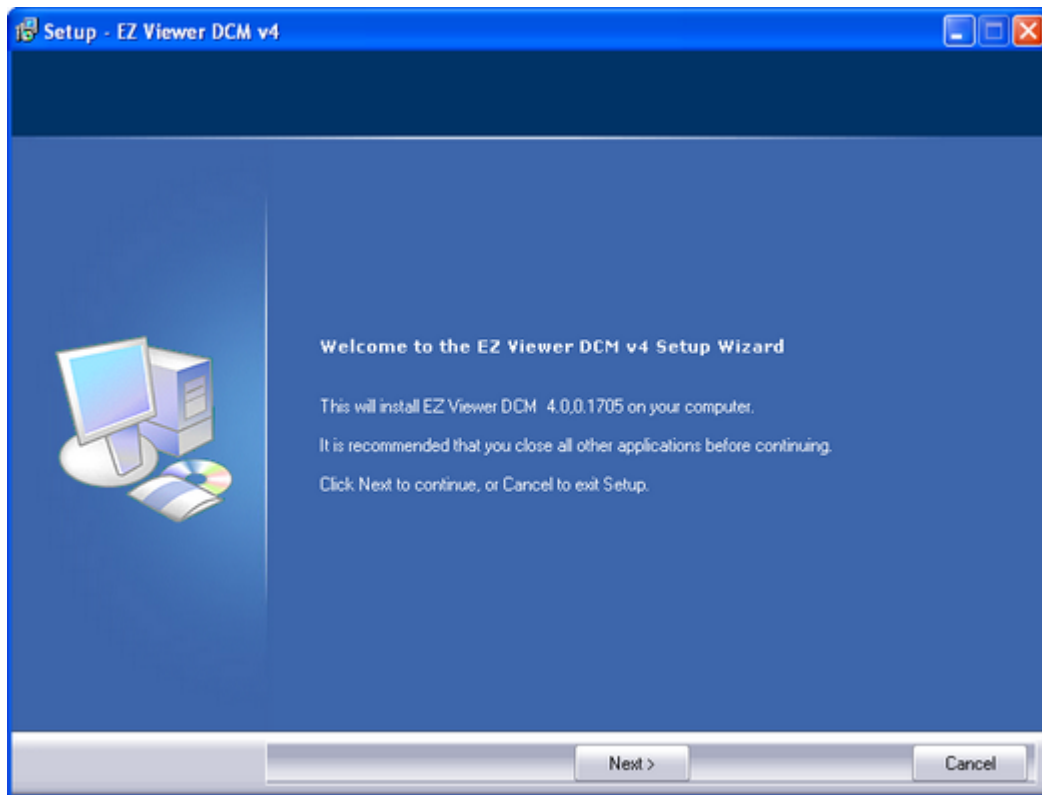 Setup - EZ Viewer DCM v4
Welcome to the EZ Viewer DCM v4 Setup Wizard
This will install EZ Viewer DCM  4.0,0.1705 on your computer.
It is recommended that you close all other applications before continuing.
Click Next to continue, or Cancel to exit Setup.
Next >
Cancel